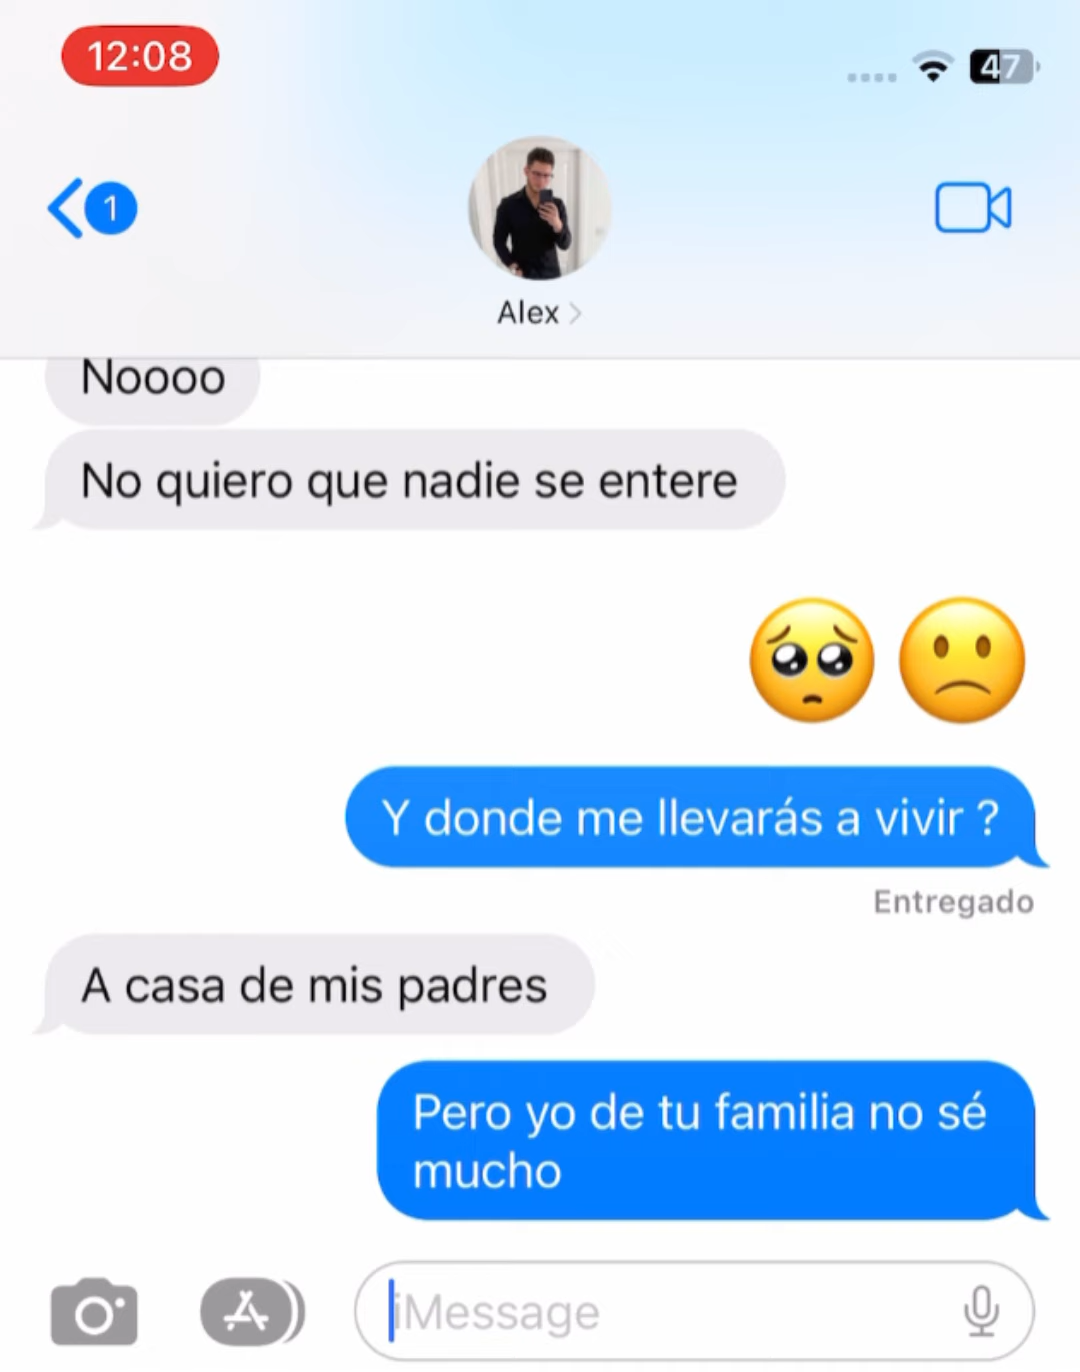 12:08
47
1
Alex
Noooo
No quiero que nadie se entere
Y donde me llevarás a vivir ?
Entregado
A casa de mis padres
Pero yo de tu familia no sé
mucho
iMessage